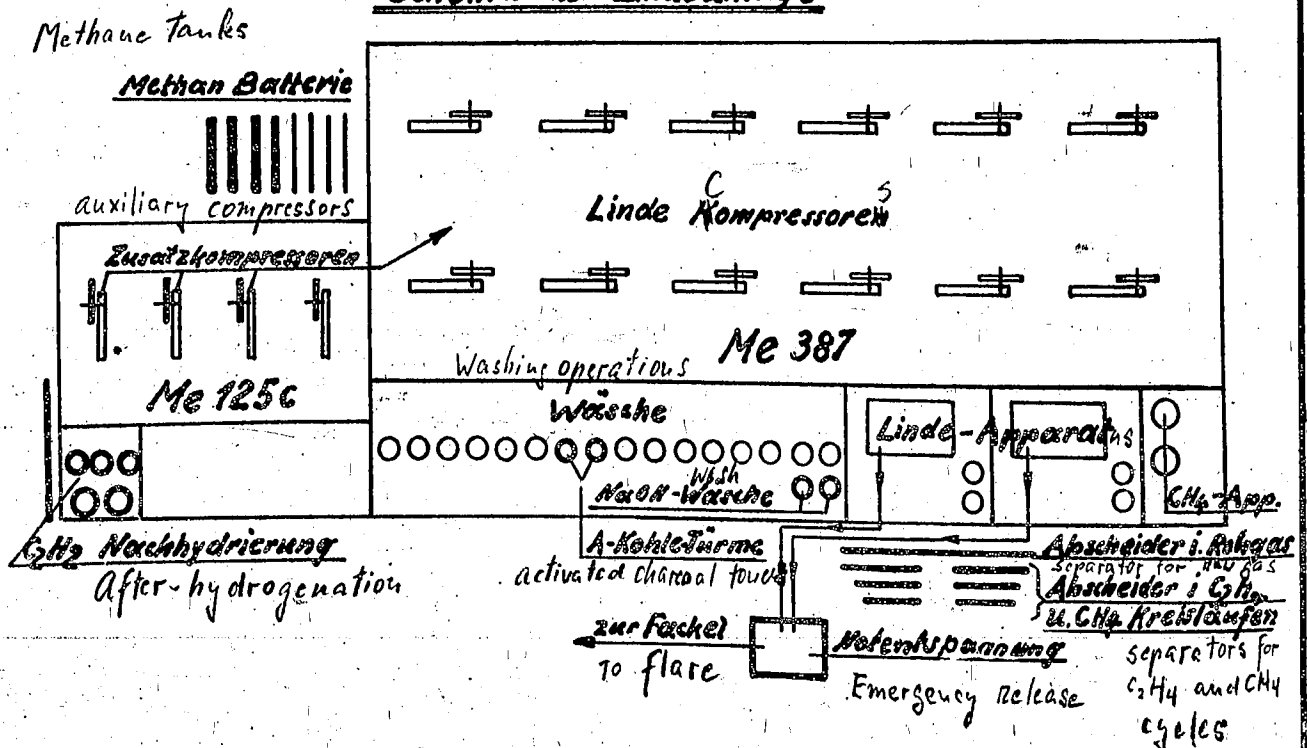 Methane tanks
Methan Batterie
auxiliary compressors
Zusatzkompressoren
C S
Linde Kompressoren
Me 387
Me 125c
Washing operations
Wäsche
Linde-Apparatus
Wash
NaOH-Wäsche
CH4-App.
C2H2 Nachhydrierung
After-hydrogenation
A-Kohle-Türme
activated charcoal towers
Abscheider i. Rohgas
separator for raw gas
Abscheider i C2H4
u. CH4 Kreisläufen
separators for
C2H4 and CH4
cycles
zur Fackel
To flare
Notentspannung
Emergency Release